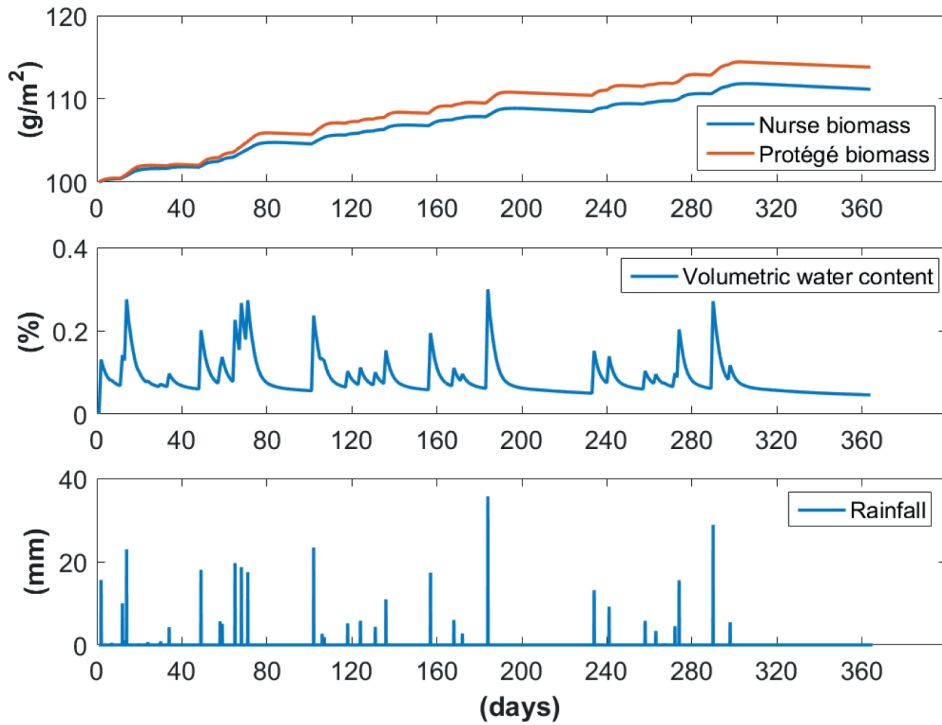 120
110
100
(g/m²)
Nurse biomass
Protégé biomass
0 40 80 120 160 200 240 280 320 360
0.4
0.2
0
(%)
Volumetric water content
0 40 80 120 160 200 240 280 320 360
40
20
0
(mm)
Rainfall
0 40 80 120 160 200 240 280 320 360
(days)